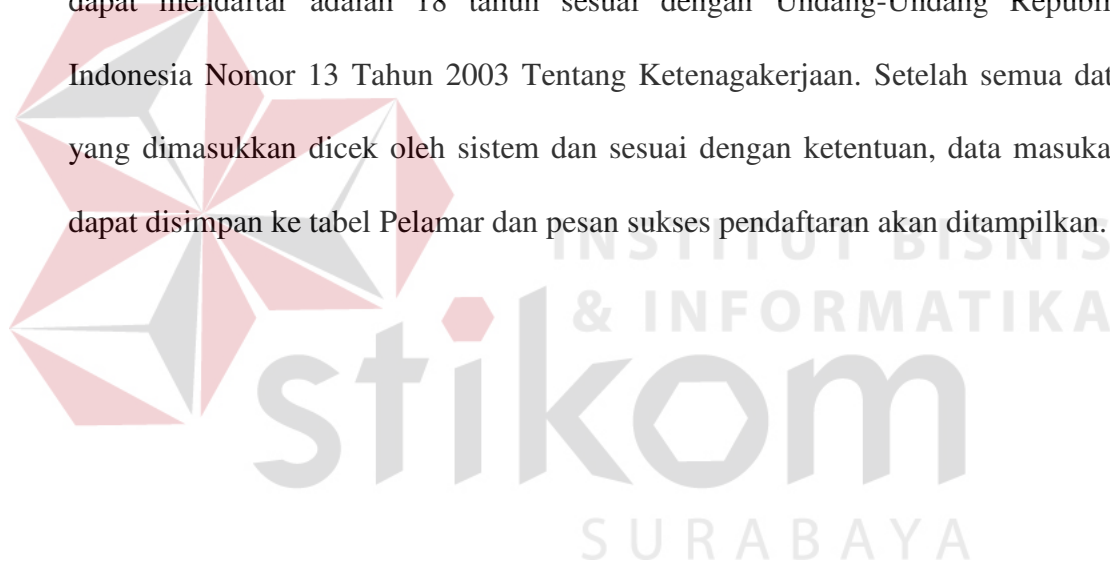 dapat mendaftar adalah 18 tahun sesuai dengan Undang-Undang Republi
Indonesia Nomor 13 Tahun 2003 Tentang Ketenagakerjaan. Setelah semua dat
yang dimasukkan dicek oleh sistem dan sesuai dengan ketentuan, data masuka
dapat disimpan ke tabel Pelamar dan pesan sukses pendaftaran akan ditampilkan.
INSTITUT BISNIS
& INFORMATIKA
stikom
SURABAYA